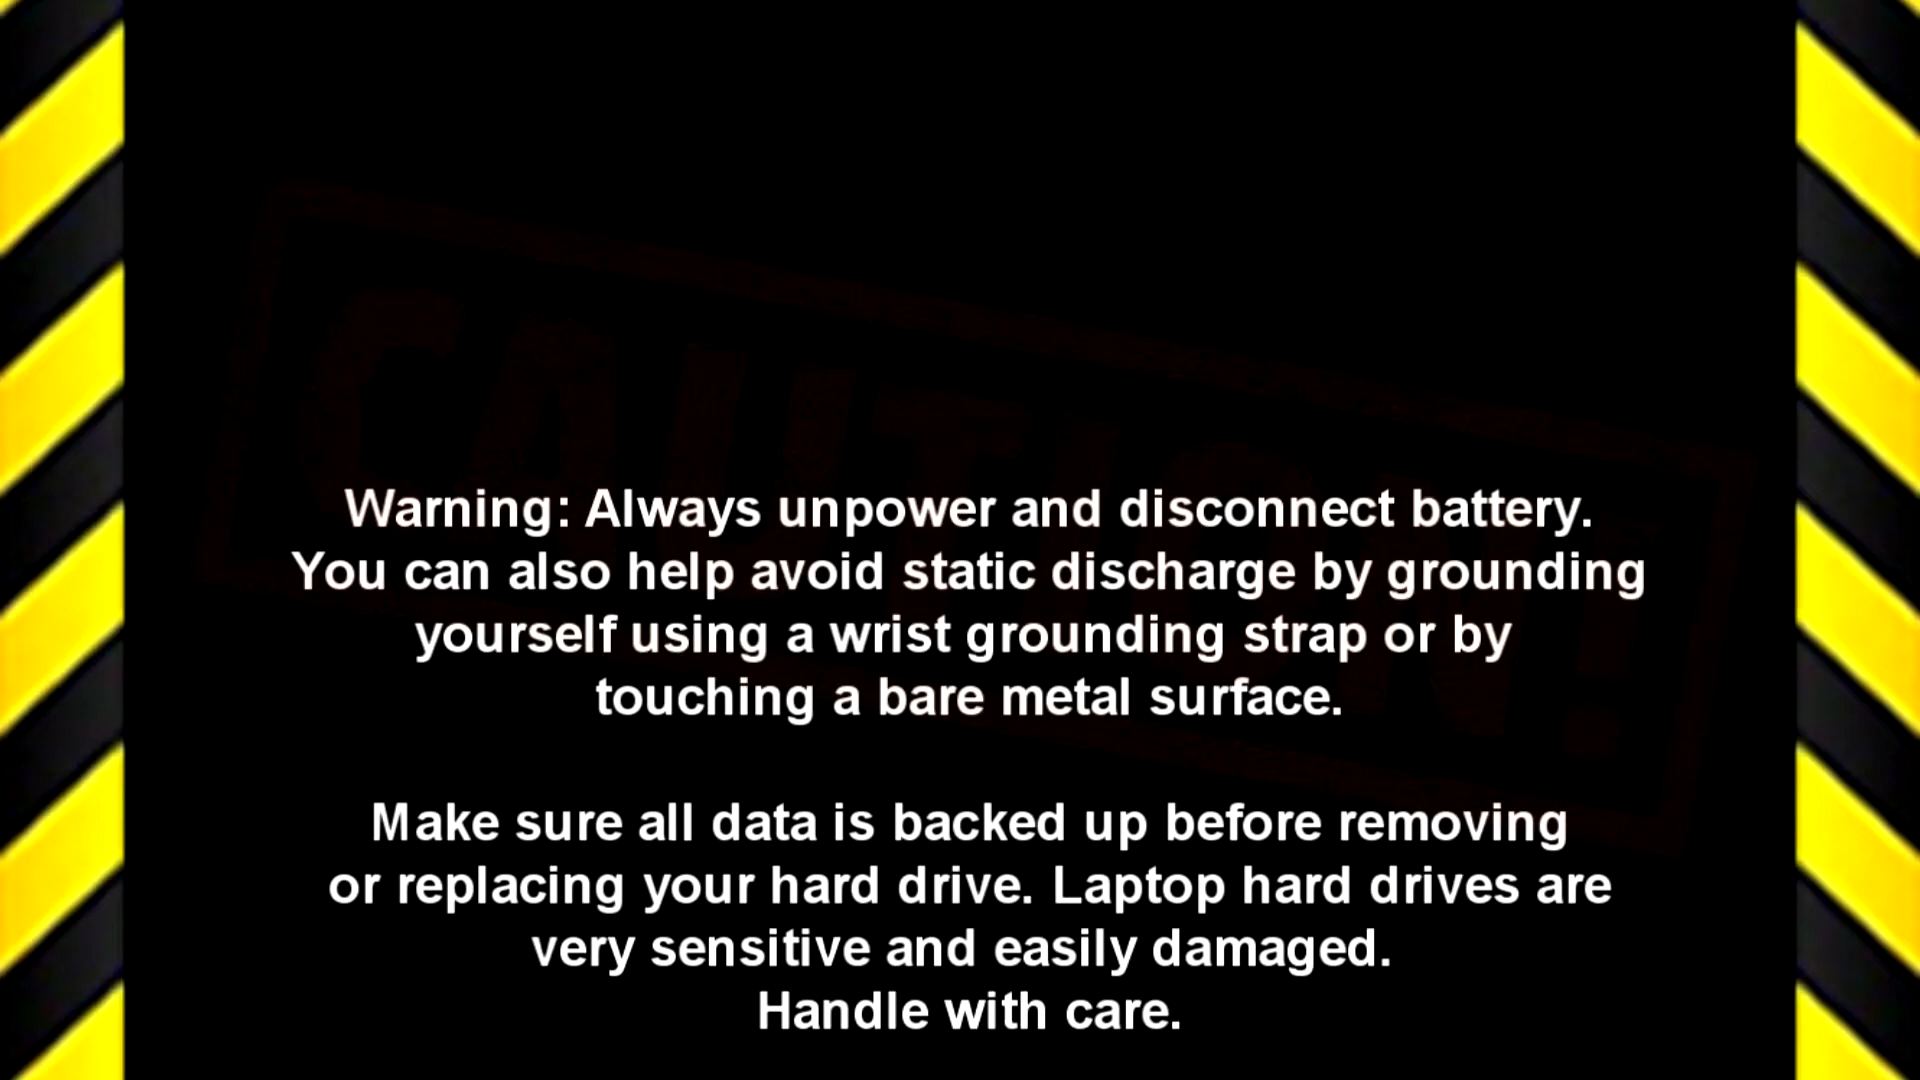 CAUTION!
Warning: Always unpower and disconnect battery.
You can also help avoid static discharge by grounding
yourself using a wrist grounding strap or by
touching a bare metal surface.
Make sure all data is backed up before removing
or replacing your hard drive. Laptop hard drives are
very sensitive and easily damaged.
Handle with care.